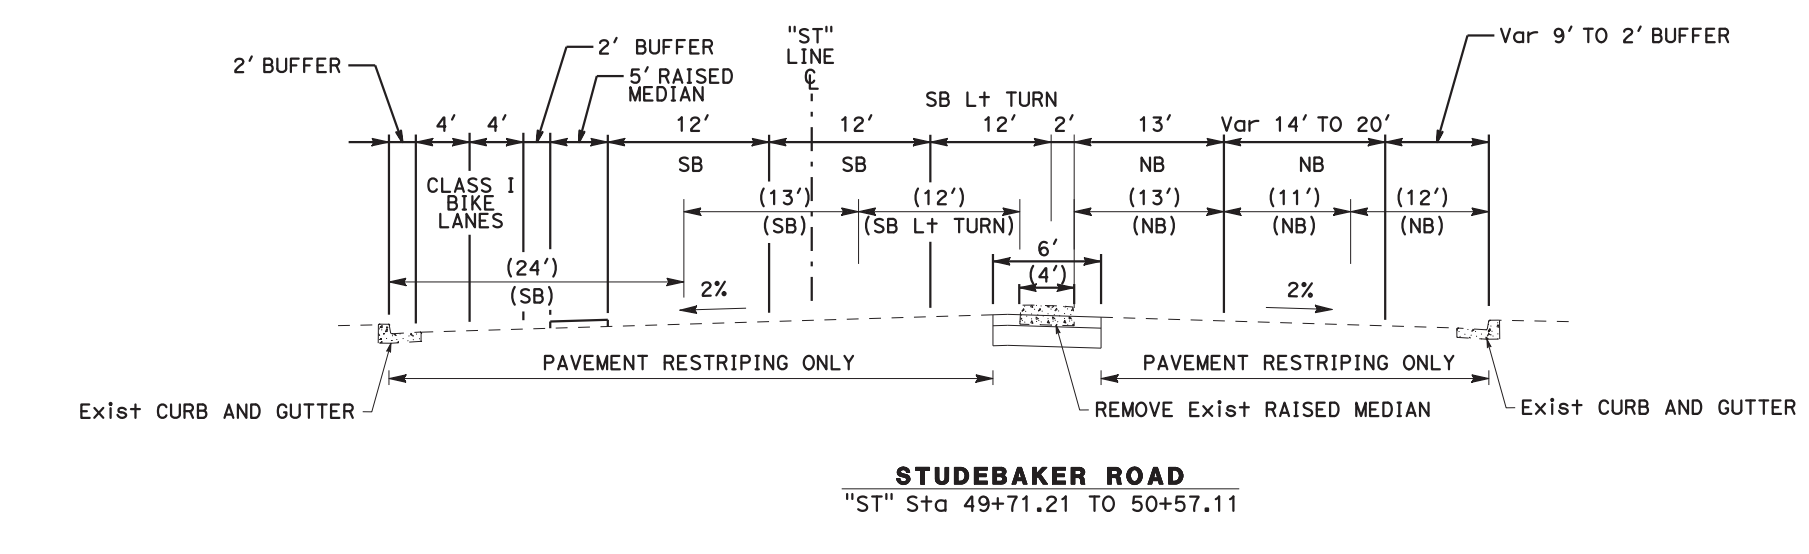 "ST"
LINE
℄
2' BUFFER
2' BUFFER
5' RAISED
MEDIAN
Var 9' TO 2' BUFFER
SB Lt TURN
4'
4'
12'
12'
12'
2'
13'
Var 14' TO 20'
SB
SB
NB
NB
CLASS I
BIKE
LANES
(13')
(12')
(13')
(11')
(12')
(SB)
(SB Lt TURN)
(NB)
(NB)
(NB)
6'
(24')
(4')
(SB)
2%
2%
PAVEMENT RESTRIPING ONLY
PAVEMENT RESTRIPING ONLY
Exist CURB AND GUTTER
REMOVE Exist RAISED MEDIAN
Exist CURB AND GUTTER
STUDEBAKER ROAD
"ST" Sta 49+71.21 TO 50+57.11